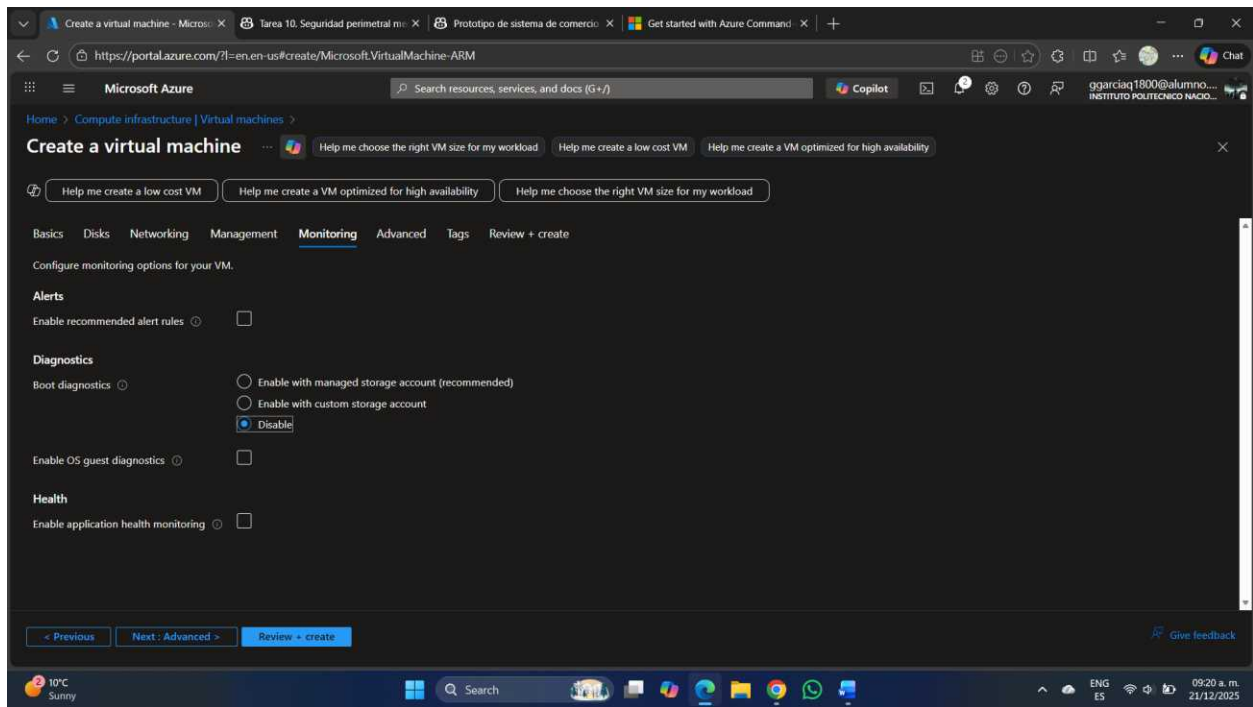 Create a virtual machine - Micros
Tarea 10. Seguridad perimetral me
Prototipo de sistema de comercio
Get started with Azure Command-
https://portal.azure.com/?l=en.en-us#create/Microsoft.VirtualMachine-ARM
Chat
Microsoft Azure
Search resources, services, and docs (G+/)
Copilot
2
ggarciaq1800@alumno....
INSTITUTO POLITECNICO NACIO...
Home > Compute infrastructure | Virtual machines >
Create a virtual machine ...
Help me choose the right VM size for my workload
Help me create a low cost VM
Help me create a VM optimized for high availability
Help me create a low cost VM
Help me create a VM optimized for high availability
Help me choose the right VM size for my workload
Basics Disks Networking Management Monitoring Advanced Tags Review + create
Configure monitoring options for your VM.
Alerts
Enable recommended alert rules
Diagnostics
Boot diagnostics
Enable with managed storage account (recommended)
Enable with custom storage account
Disable
Enable OS guest diagnostics
Health
Enable application health monitoring
< Previous
Next : Advanced >
Review + create
Give feedback
2
10°C
Sunny
Search
ENG
ES
09:20 a. m.
21/12/2025